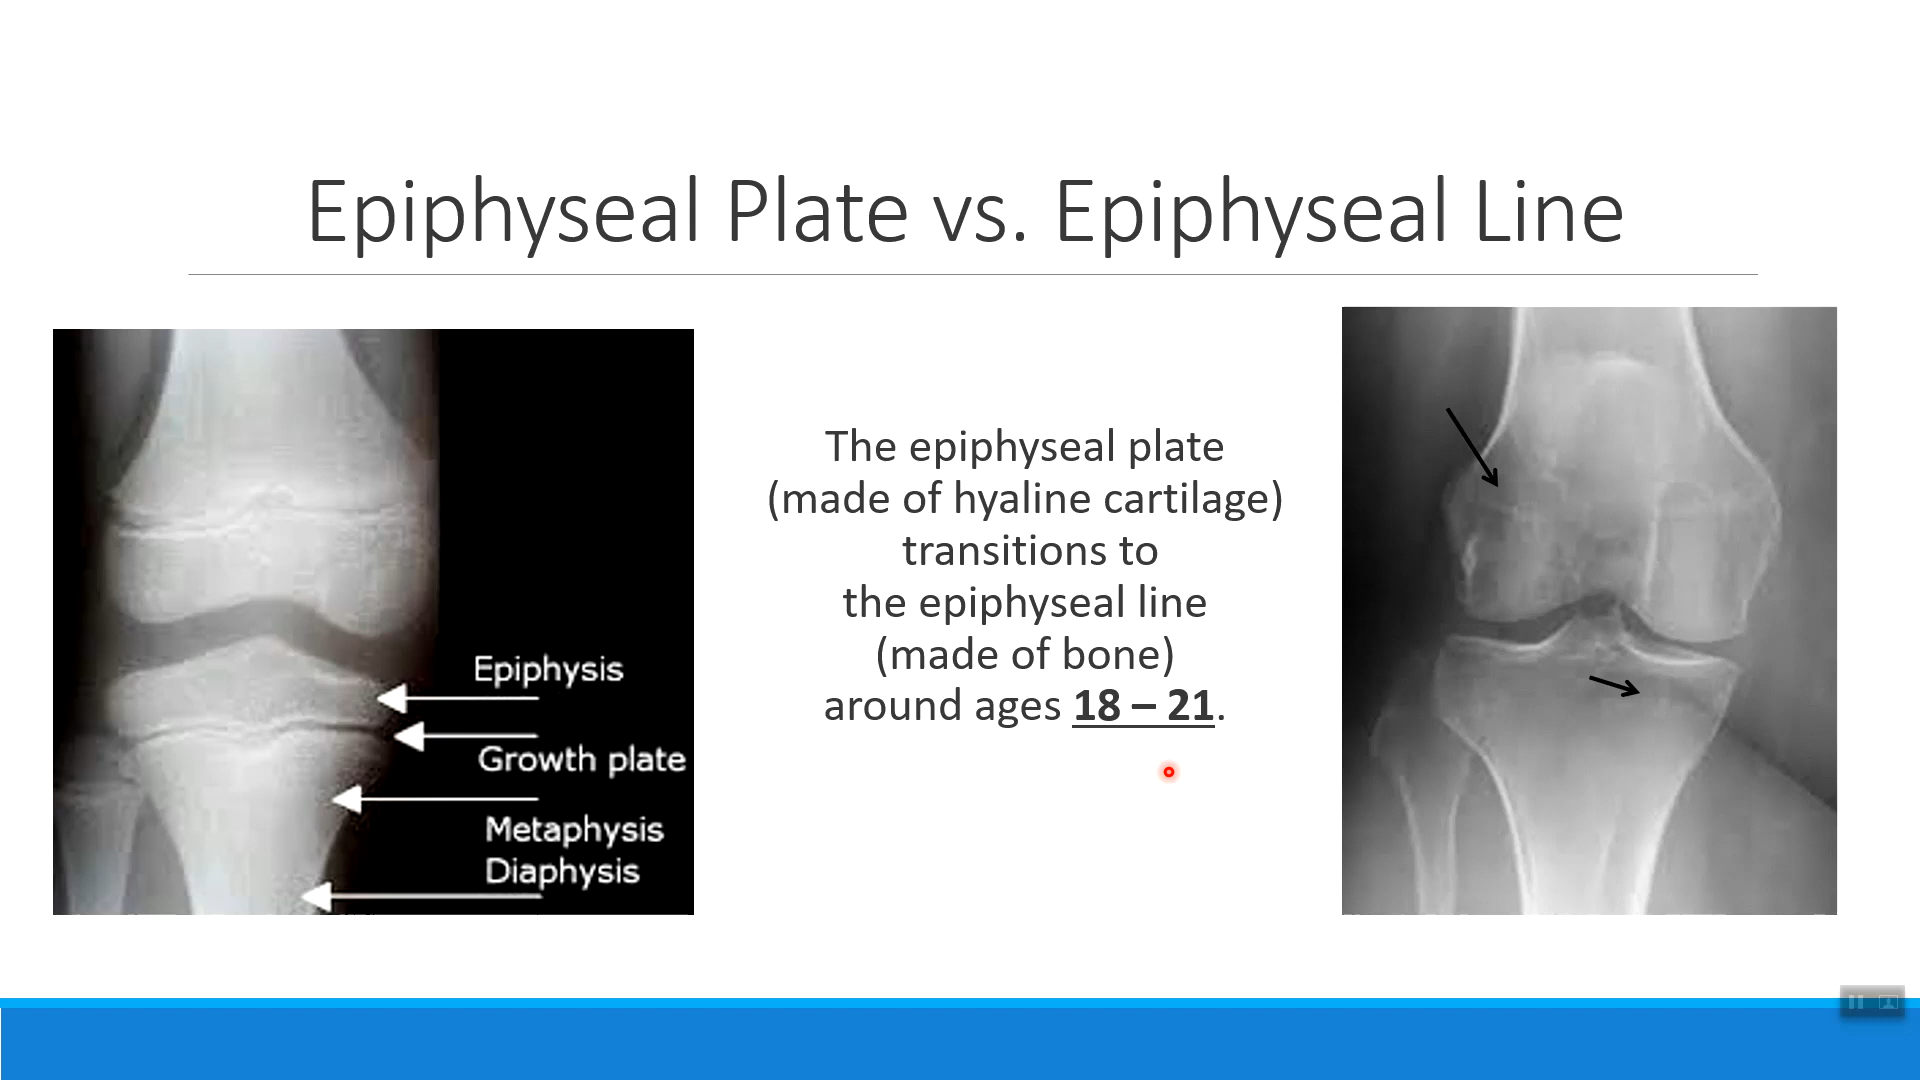 Epiphyseal Plate vs. Epiphyseal Line
Epiphysis
Growth plate
Metaphysis
Diaphysis
The epiphyseal plate
(made of hyaline cartilage)
transitions to
the epiphyseal line
(made of bone)
around ages 18 – 21.